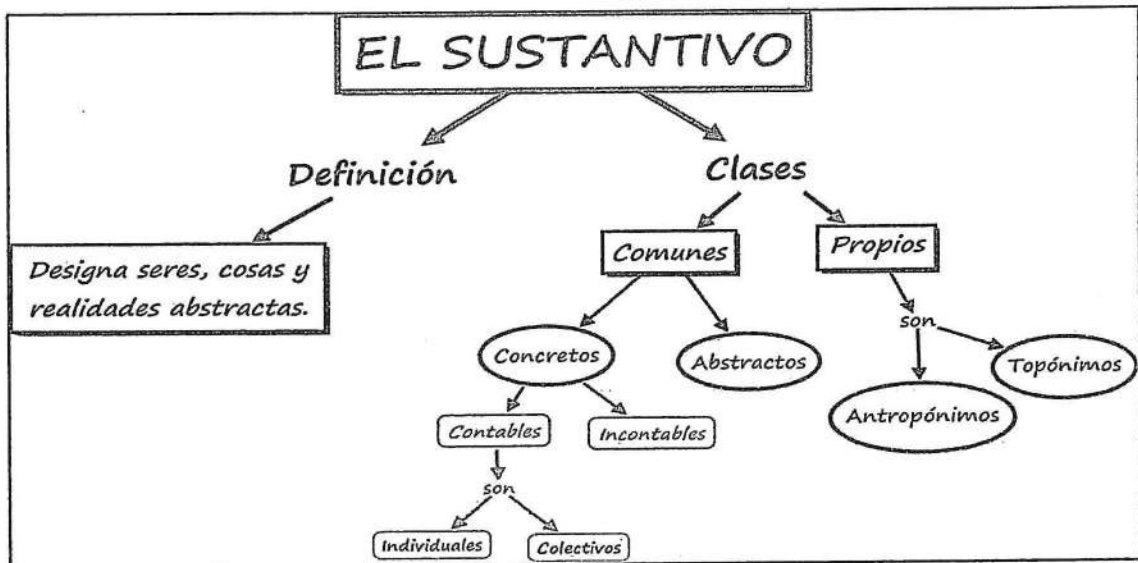 EL SUSTANTIVO
Definición
Clases
Designa seres, cosas y
realidades abstractas.
Comunes
Propios
son
Concretos
Abstractos
Topónimos
Antropónimos
Contables
Incontables
son
Individuales
Colectivos